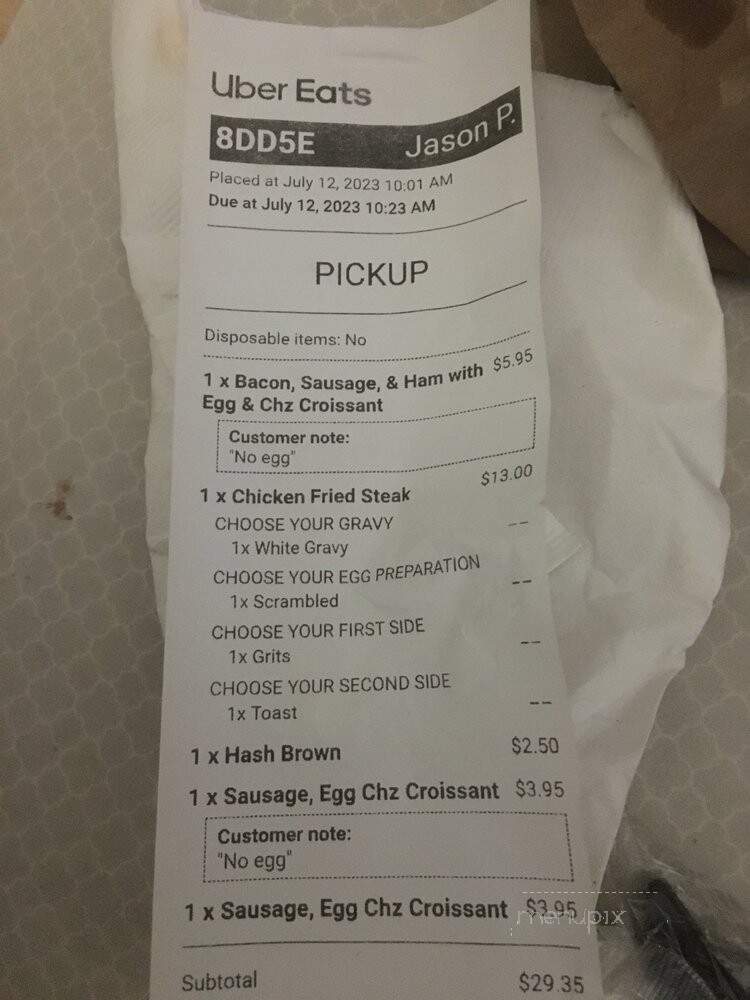 Uber Eats
8DD5E Jason P.
Placed at July 12, 2023 10:01 AM
Due at July 12, 2023 10:23 AM
PICKUP
Disposable items: No
1 x Bacon, Sausage, & Ham with $5.95
Egg & Chz Croissant
Customer note:
"No egg"
1 x Chicken Fried Steak $13.00
CHOOSE YOUR GRAVY --
1x White Gravy
CHOOSE YOUR EGG PREPARATION --
1x Scrambled
CHOOSE YOUR FIRST SIDE --
1x Grits
CHOOSE YOUR SECOND SIDE --
1x Toast
1 x Hash Brown $2.50
1 x Sausage, Egg Chz Croissant $3.95
Customer note:
"No egg"
1 x Sausage, Egg Chz Croissant $3.95
menupix
Subtotal $29.35